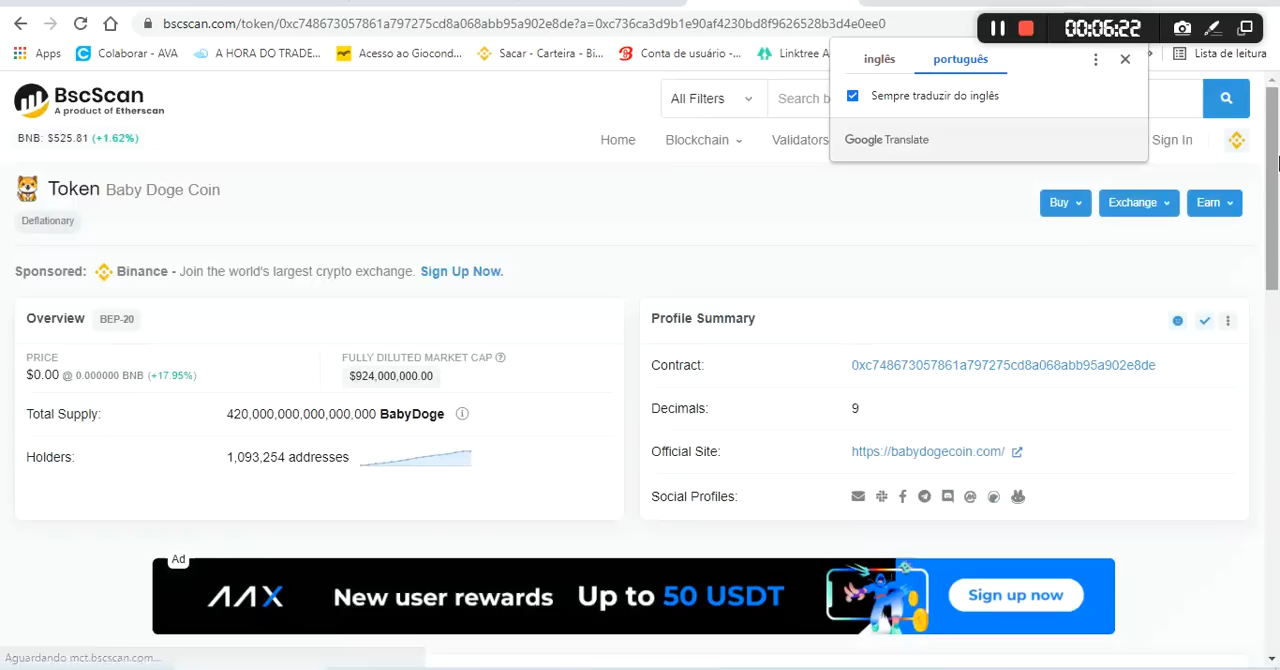 bscscan.com/token/0xc748673057861a797275cd8a068abb95a902e8de?a=0xc736ca3d9b1e90af4230bd8f9626528b3d4e0ee0
00:06:22
Apps
Colaborar - AVA
A HORA DO TRADE...
Acesso ao Giocond...
Sacar - Carteira - Bi...
Conta de usuário -...
Linktree A
Lista de leitura
inglês
português
Sempre traduzir do inglês
Google Translate
BscScan
A product of Etherscan
All Filters
Search b
BNB: $525.81 (+1.62%)
Home
Blockchain
Validators
Sign In
Token Baby Doge Coin
Deflationary
Buy
Exchange
Earn
Sponsored: Binance - Join the world's largest crypto exchange. Sign Up Now.
Overview BEP-20
PRICE
$0.00 @ 0.000000 BNB (+17.95%)
FULLY DILUTED MARKET CAP
$924,000,000.00
Total Supply: 420,000,000,000,000,000 BabyDoge
Holders: 1,093,254 addresses
Profile Summary
Contract: 0xc748673057861a797275cd8a068abb95a902e8de
Decimals: 9
Official Site: https://babydogecoin.com/
Social Profiles:
Ad
AAX New user rewards Up to 50 USDT Sign up now
Aguardando mct.bscscan.com...